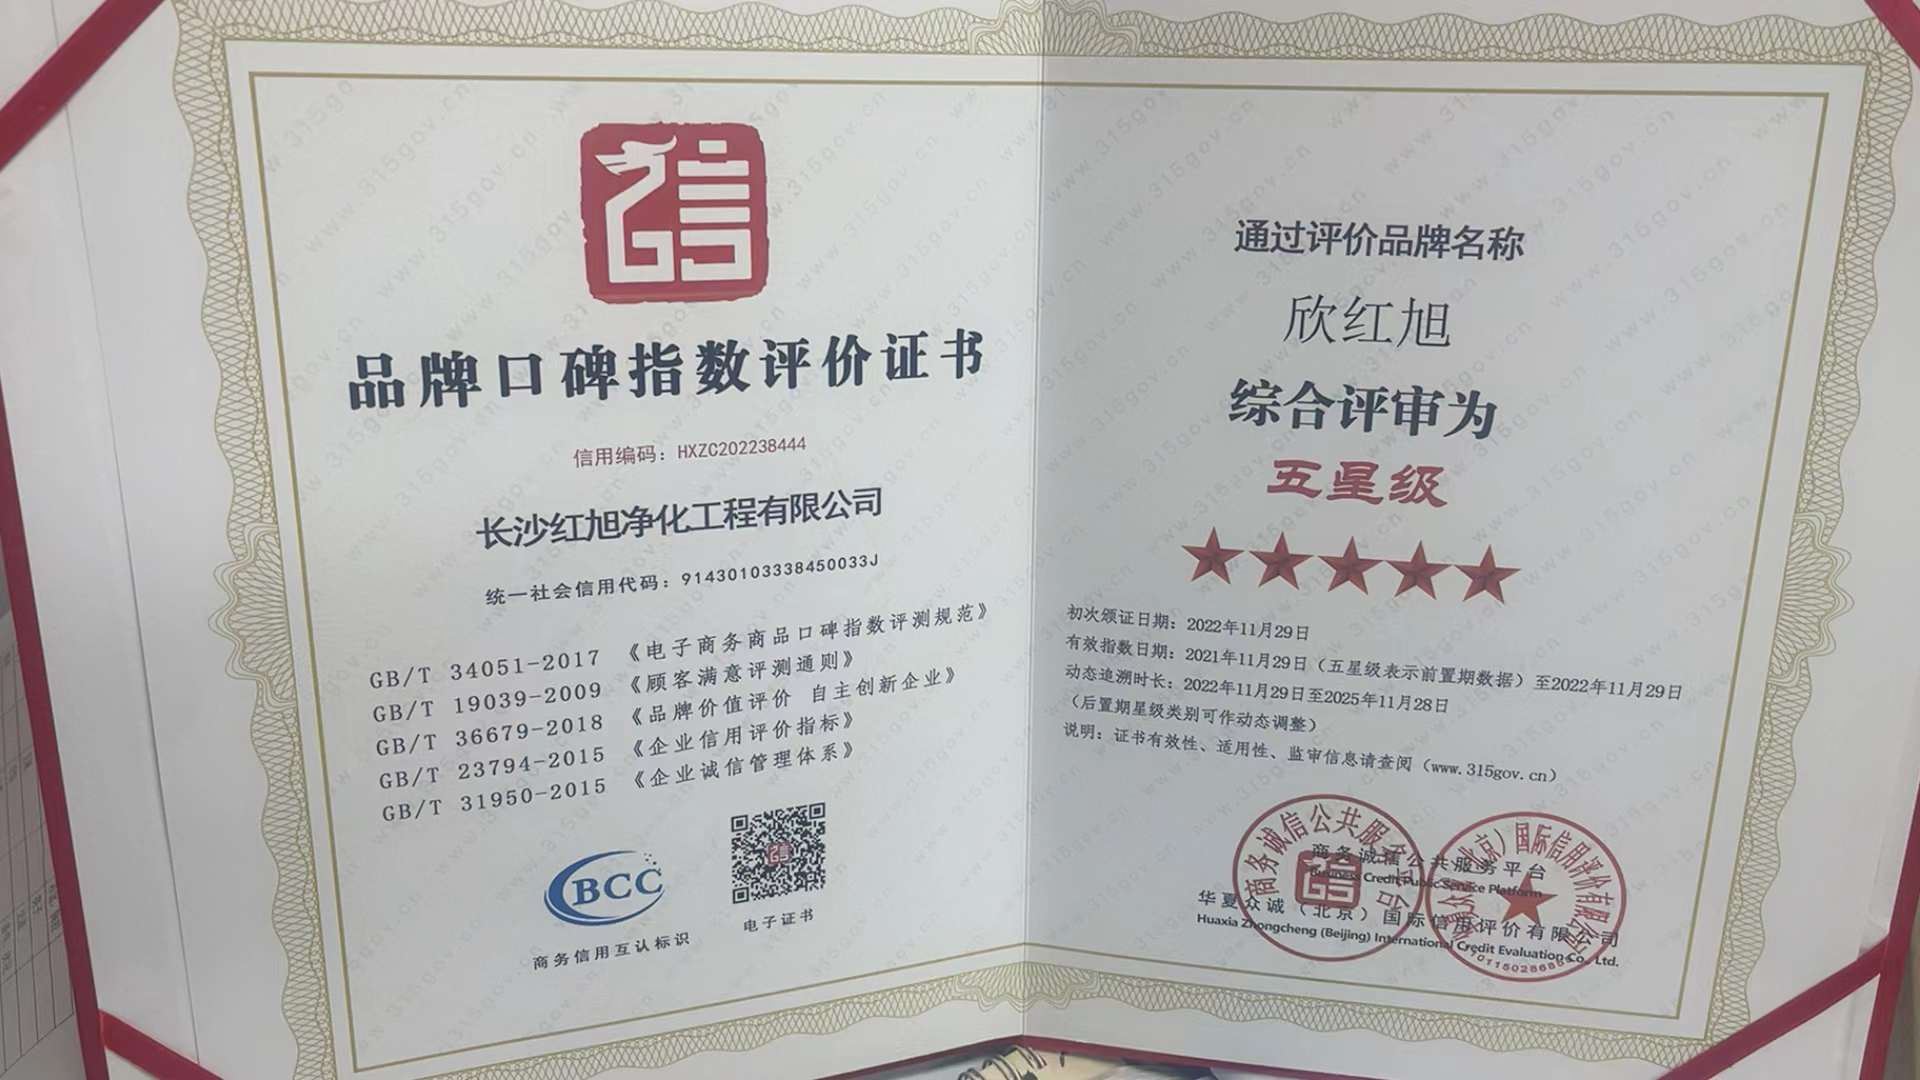 信
品牌口碑指数评价证书
信用编码：HXZC202238444
长沙红旭净化工程有限公司
统一社会信用代码：91430103338450033J
GB/T 34051-2017 《电子商务商品口碑指数评测规范》
GB/T 19039-2009 《顾客满意评测通则》
GB/T 36679-2018 《品牌价值评价 自主创新企业》
GB/T 23794-2015 《企业信用评价指标》
GB/T 31950-2015 《企业诚信管理体系》
BCC
商务信用互认标识
电子证书
通过评价品牌名称
欣红旭
综合评审为
五星级
初次颁证日期：2022年11月29日
有效指数日期：2021年11月29日（五星级表示前置期数据）至2022年11月29日
动态追溯时长：2022年11月29日至2025年11月28日
（后置期星级类别可作动态调整）
说明：证书有效性、适用性、监审信息请查阅（www.315gov.cn）
商务诚信公共服务平台
Business Credit Public Service Platform
华夏众诚（北京）国际信用评价有限公司
Huaxia Zhongcheng (Beijing) International Credit Evaluation Co., Ltd.
www.315gov.cn